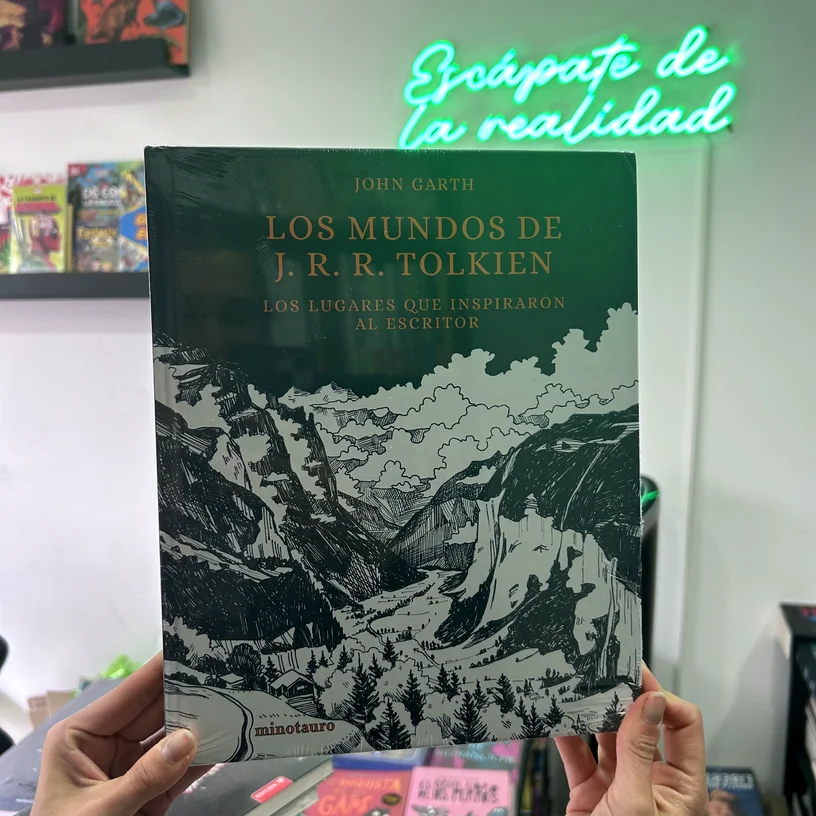 Escápate de
la realidad
JOHN GARTH
LOS MUNDOS DE
J. R. R. TOLKIEN
LOS LUGARES QUE INSPIRARON
AL ESCRITOR
minotauro